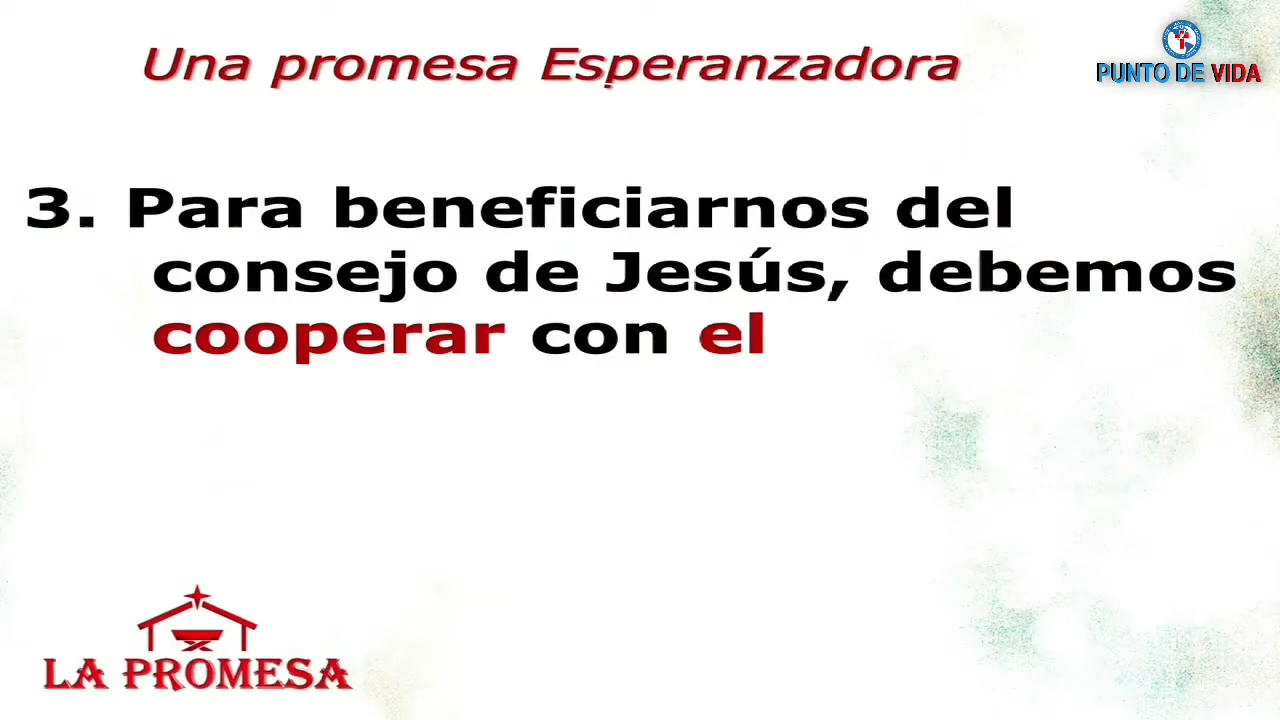 Una promesa Esperanzadora
PUNTO DE VIDA
3. Para beneficiarnos del
consejo de Jesús, debemos
cooperar con el
LA PROMESA